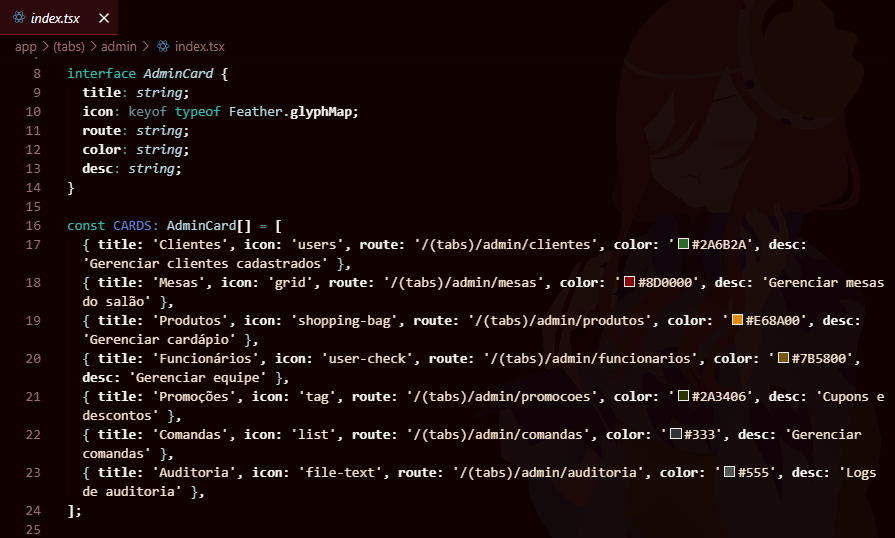 index.tsx ×
app > (tabs) > admin > index.tsx
8 interface AdminCard {
9 title: string;
10 icon: keyof typeof Feather.glyphMap;
11 route: string;
12 color: string;
13 desc: string;
14 }
15
16 const CARDS: AdminCard[] = [
17 { title: 'Clientes', icon: 'users', route: '/(tabs)/admin/clientes', color: '#2A6B2A', desc:
'Gerenciar clientes cadastrados' },
18 { title: 'Mesas', icon: 'grid', route: '/(tabs)/admin/mesas', color: '#8D0000', desc: 'Gerenciar mesas
do salão' },
19 { title: 'Produtos', icon: 'shopping-bag', route: '/(tabs)/admin/produtos', color: '#E68A00', desc:
'Gerenciar cardápio' },
20 { title: 'Funcionários', icon: 'user-check', route: '/(tabs)/admin/funcionarios', color: '#7B5800',
desc: 'Gerenciar equipe' },
21 { title: 'Promoções', icon: 'tag', route: '/(tabs)/admin/promocoes', color: '#2A3406', desc: 'Cupons e
descontos' },
22 { title: 'Comandas', icon: 'list', route: '/(tabs)/admin/comandas', color: '#333', desc: 'Gerenciar
comandas' },
23 { title: 'Auditoria', icon: 'file-text', route: '/(tabs)/admin/auditoria', color: '#555', desc: 'Logs
de auditoria' },
24 ];
25